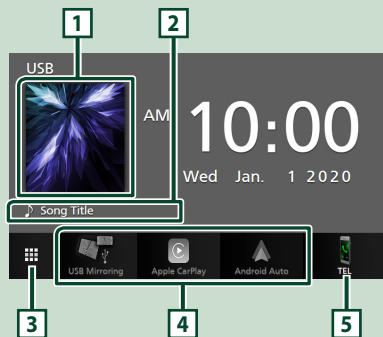 1 2
USB
AM 10:00
Wed Jan. 1 2020
Song Title
USB Mirroring Apple CarPlay Android Auto TEL
3 4 5